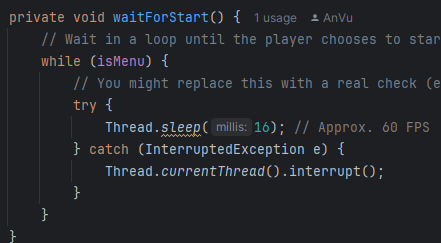 private void waitForStart() { 1 usage AnVu
// Wait in a loop until the player chooses to star
while (isMenu) {
// You might replace this with a real check (e
try {
Thread.sleep( millis: 16); // Approx. 60 FPS
} catch (InterruptedException e) {
Thread.currentThread().interrupt();
}
}
}